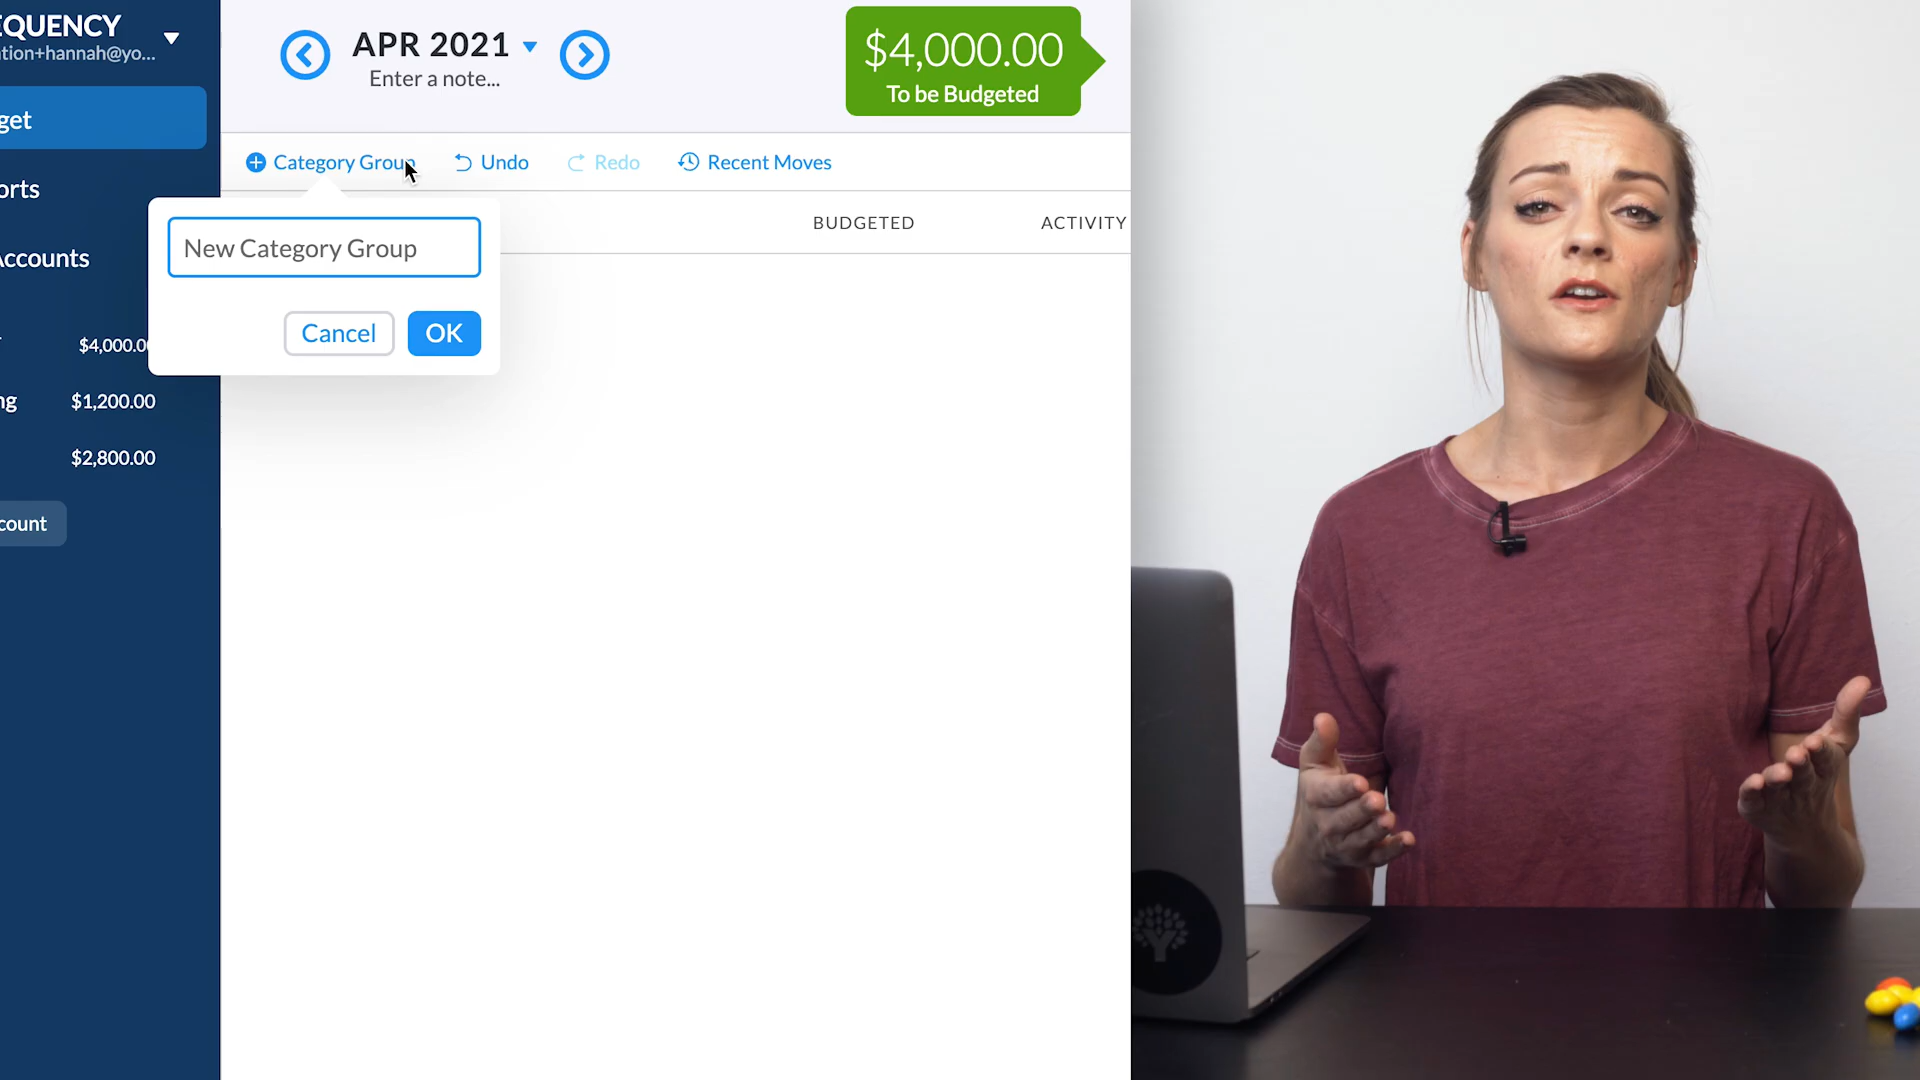 EQUENCY
tion+hannah@yo...
get
orts
Accounts
$4,000.0
ng $1,200.00
$2,800.00
count
APR 2021
Enter a note...
$4,000.00
To be Budgeted
Category Group
Undo
Redo
Recent Moves
BUDGETED
ACTIVITY
New Category Group
Cancel
OK